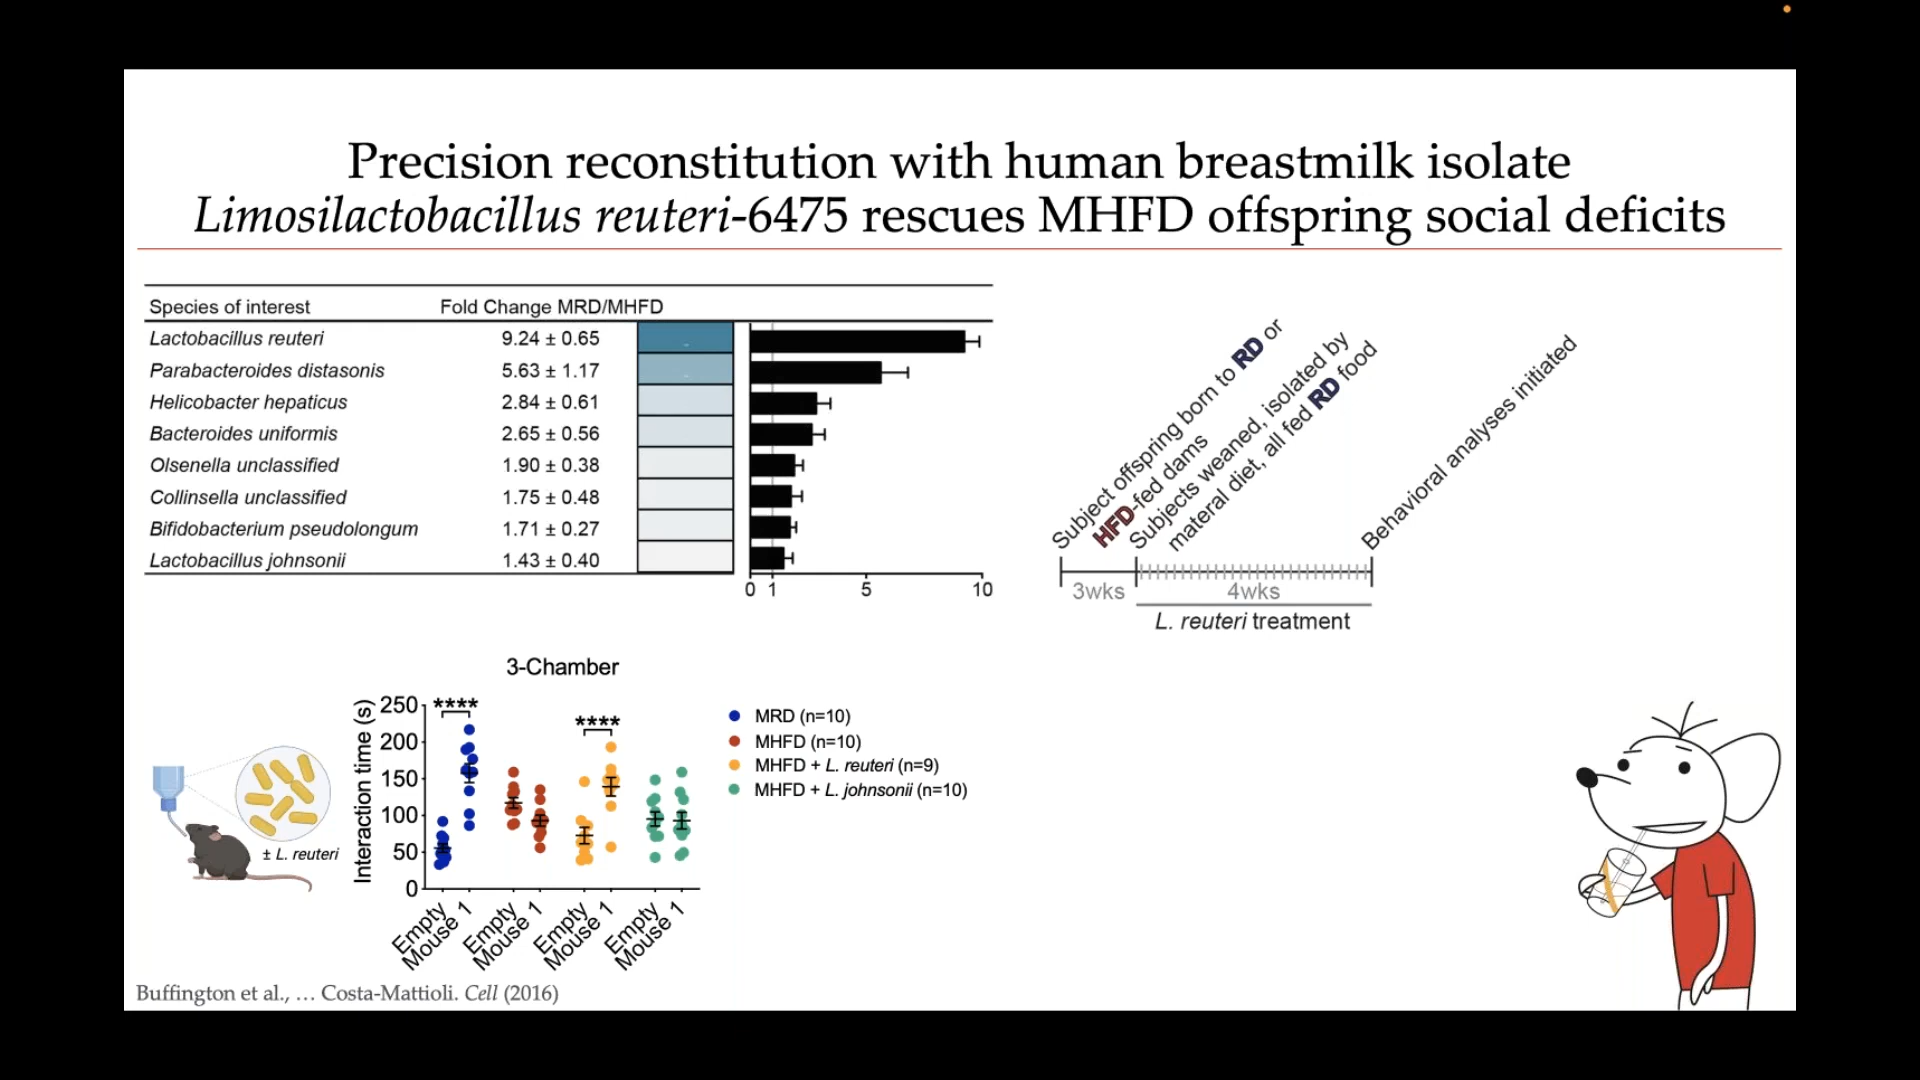 Precision reconstitution with human breastmilk isolate
Limosilactobacillus reuteri-6475 rescues MHFD offspring social deficits
Species of interest Fold Change MRD/MHFD
Lactobacillus reuteri 9.24 ± 0.65
Parabacteroides distasonis 5.63 ± 1.17
Helicobacter hepaticus 2.84 ± 0.61
Bacteroides uniformis 2.65 ± 0.56
Olsenella unclassified 1.90 ± 0.38
Collinsella unclassified 1.75 ± 0.48
Bifidobacterium pseudolongum 1.71 ± 0.27
Lactobacillus johnsonii 1.43 ± 0.40
0 1 5 10
Subject offspring born to RD or
HFD-fed dams
Subjects weaned, isolated by
materal diet, all fed RD food
Behavioral analyses initiated
3wks 4wks
L. reuteri treatment
± L. reuteri
3-Chamber
Interaction time (s)
250
200
150
100
50
0
****
****
Empty
Mouse 1
Empty
Mouse 1
Empty
Mouse 1
Empty
Mouse 1
MRD (n=10)
MHFD (n=10)
MHFD + L. reuteri (n=9)
MHFD + L. johnsonii (n=10)
Buffington et al., … Costa-Mattioli. Cell (2016)